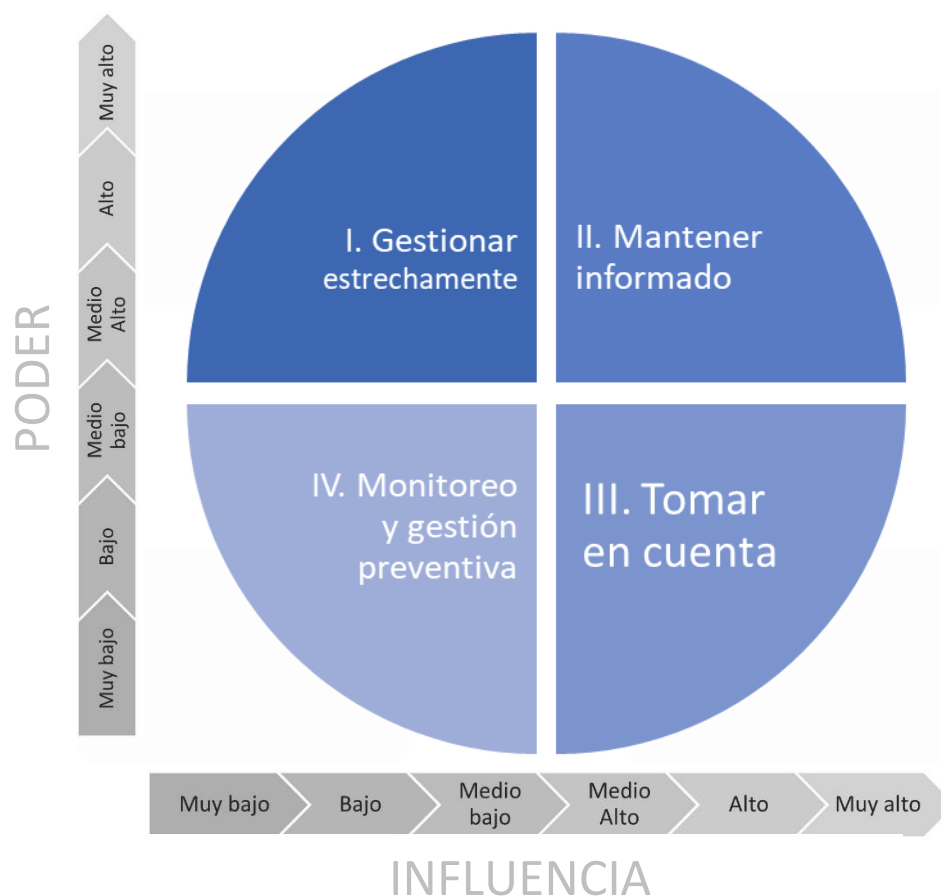 PODER
Muy alto
Alto
Medio
Alto
Medio
bajo
Bajo
Muy bajo
I. Gestionar
estrechamente
II. Mantener
informado
IV. Monitoreo
y gestión
preventiva
III. Tomar
en cuenta
Muy bajo
Bajo
Medio
bajo
Medio
Alto
Alto
Muy alto
INFLUENCIA